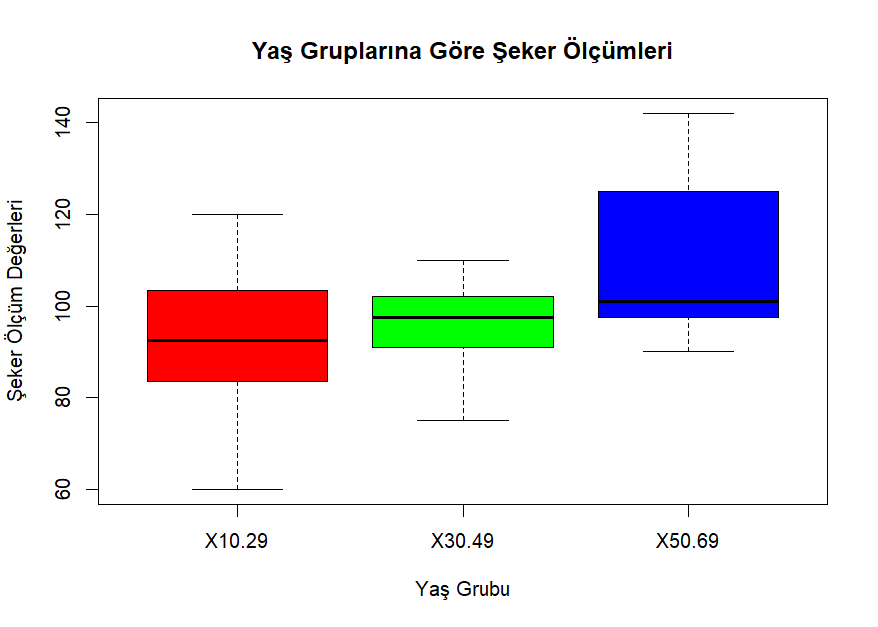 Yaş Gruplarına Göre Şeker Ölçümleri
Şeker Ölçüm Değerleri
140
120
100
80
60
X10.29
X30.49
X50.69
Yaş Grubu